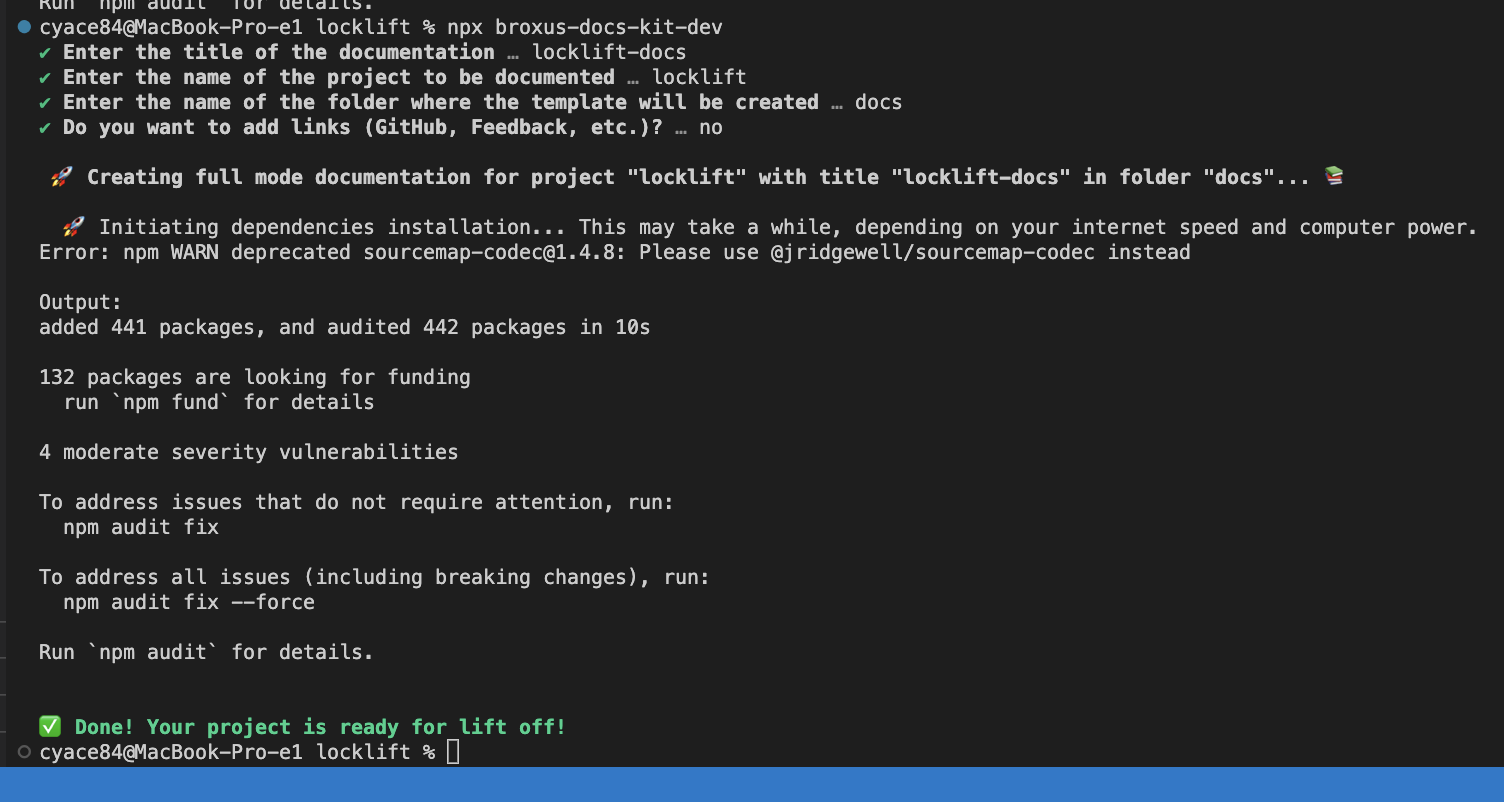 Run `npm audit` for details.
cyace84@MacBook-Pro-e1 locklift % npx broxus-docs-kit-dev
✔ Enter the title of the documentation … locklift-docs
✔ Enter the name of the project to be documented … locklift
✔ Enter the name of the folder where the template will be created … docs
✔ Do you want to add links (GitHub, Feedback, etc.)? … no
🚀 Creating full mode documentation for project "locklift" with title "locklift-docs" in folder "docs"... 📚
🚀 Initiating dependencies installation... This may take a while, depending on your internet speed and computer power.
Error: npm WARN deprecated sourcemap-codec@1.4.8: Please use @jridgewell/sourcemap-codec instead
Output:
added 441 packages, and audited 442 packages in 10s
132 packages are looking for funding
run `npm fund` for details
4 moderate severity vulnerabilities
To address issues that do not require attention, run:
npm audit fix
To address all issues (including breaking changes), run:
npm audit fix --force
Run `npm audit` for details.
✅ Done! Your project is ready for lift off!
cyace84@MacBook-Pro-e1 locklift %